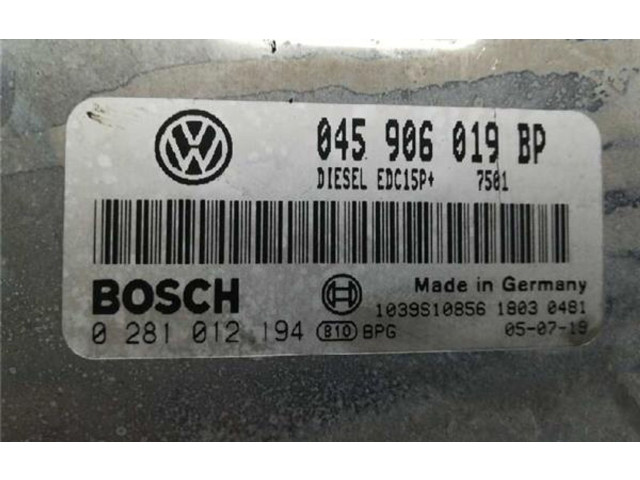 VW
045 906 019 BP
DIESEL EDC15P+ 7501
BOSCH
Made in Germany
1039S10856 1803 0481
0 281 012 194 810 BPG 05-07-19